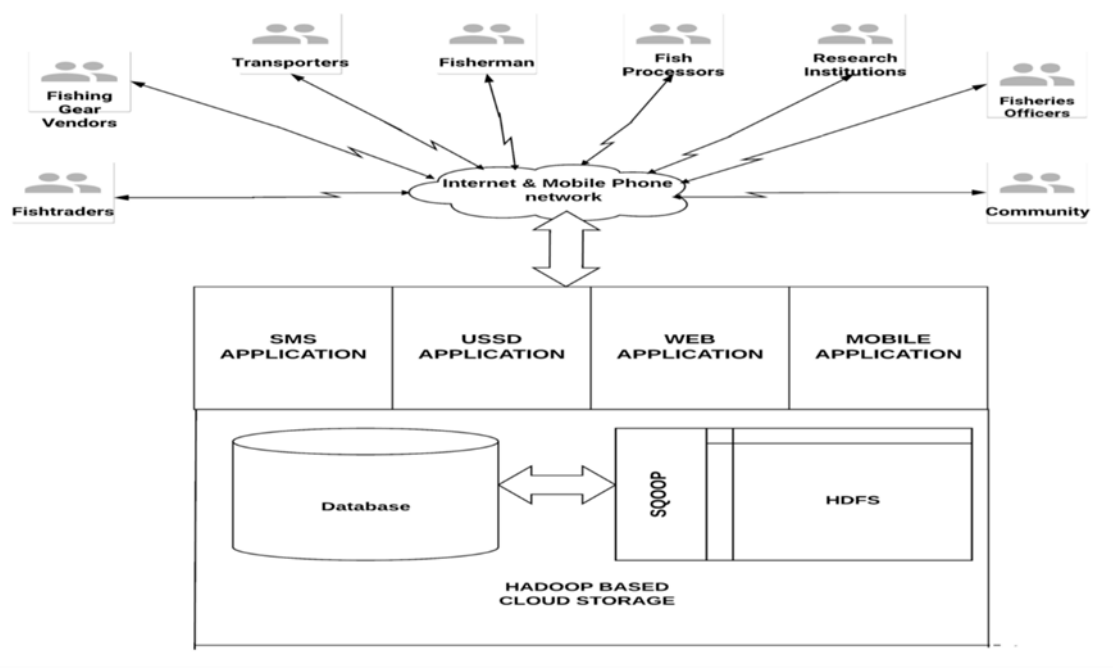 Transporters
Fisherman
Fish
Processors
Research
Institutions
Fishing
Gear
Vendors
Fisheries
Officers
Fishtraders
Internet & Mobile Phone
network
Community
SMS
APPLICATION
USSD
APPLICATION
WEB
APPLICATION
MOBILE
APPLICATION
Database
SQOOP
HDFS
HADOOP BASED
CLOUD STORAGE